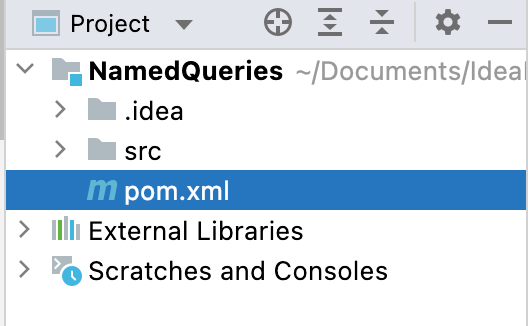 Project
NamedQueries ~/Documents/Idea
.idea
src
pom.xml
External Libraries
Scratches and Consoles